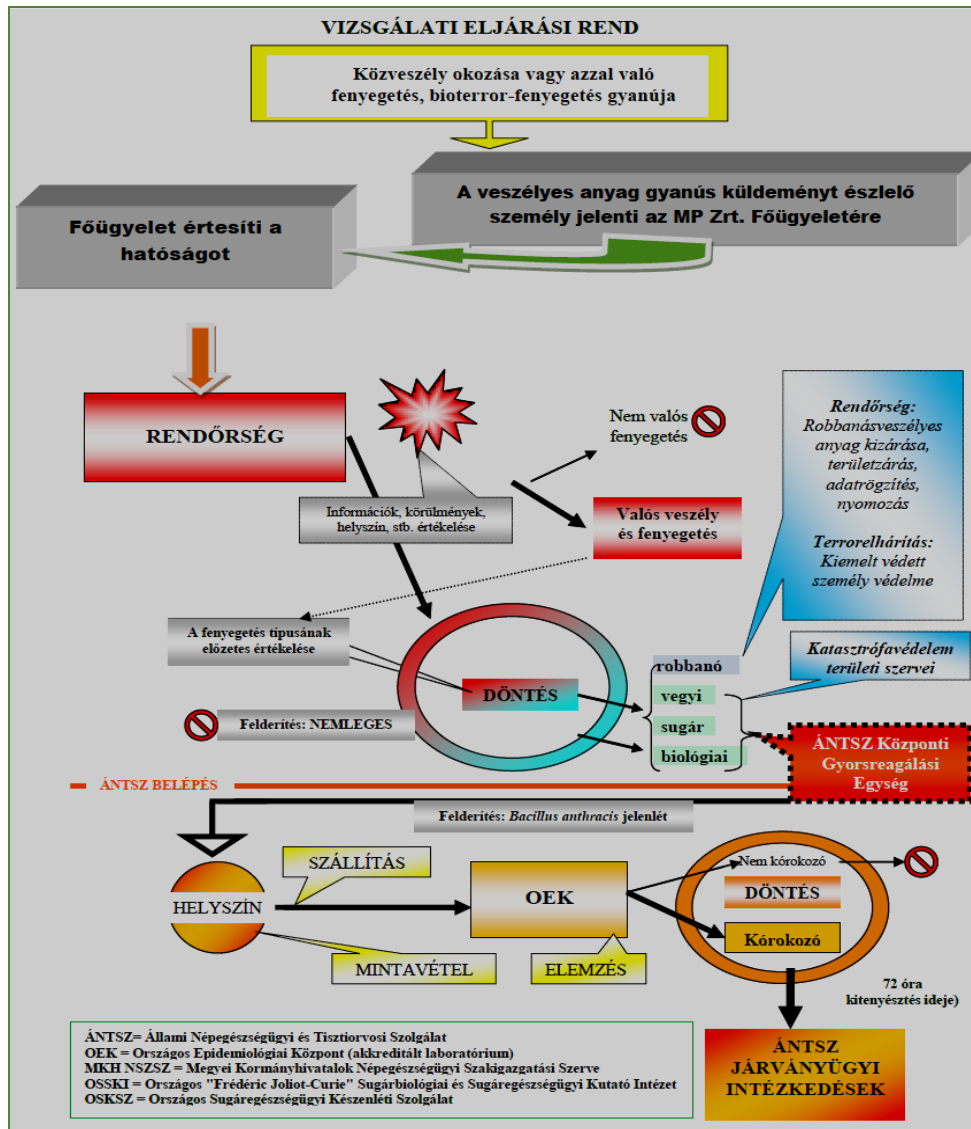 VIZSGÁLATI ELJÁRÁSI REND
Közveszély okozása vagy azzal való
fenyegetés, bioterror-fenyegetés gyanúja
A veszélyes anyag gyanús küldeményt észlelő
személy jelenti az MP Zrt. Főügyeletére
Főügyelet értesíti a
hatóságot
RENDŐRSÉG
Információk, körülmények,
helyszín, stb. értékelése
Nem valós
fenyegetés
Valós veszély
és fenyegetés
Rendőrség:
Robbanásveszélyes
anyag kizárása,
területzárás,
adatrögzítés,
nyomozás
Terrorelhárítás:
Kiemelt védett
személy védelme
A fenyegetés típusának
előzetes értékelése
DÖNTÉS
Felderítés: NEMLEGES
robbanó
vegyi
sugár
biológiai
Katasztrófavédelem
területi szervei
ÁNTSZ Központi
Gyorsreagálási
Egység
ÁNTSZ BELÉPÉS
Felderítés: Bacillus anthracis jelenlét
HELYSZÍN
SZÁLLÍTÁS
MINTAVÉTEL
OEK
ELEMZÉS
Nem kórokozó
DÖNTÉS
Kórokozó
72 óra
kitenyésztés ideje)
ÁNTSZ
JÁRVÁNYÜGYI
INTÉZKEDÉSEK
ÁNTSZ= Állami Népegészségügyi és Tisztiorvosi Szolgálat
OEK = Országos Epidemiológiai Központ (akkreditált laboratórium)
MKH NSZSZ = Megyei Kormányhivatalok Népegészségügyi Szakigazgatási Szerve
OSSKI = Országos "Frédéric Joliot-Curie" Sugárbiológiai és Sugáregészségügyi Kutató Intézet
OSKSZ = Országos Sugáregészségügyi Készenléti Szolgálat